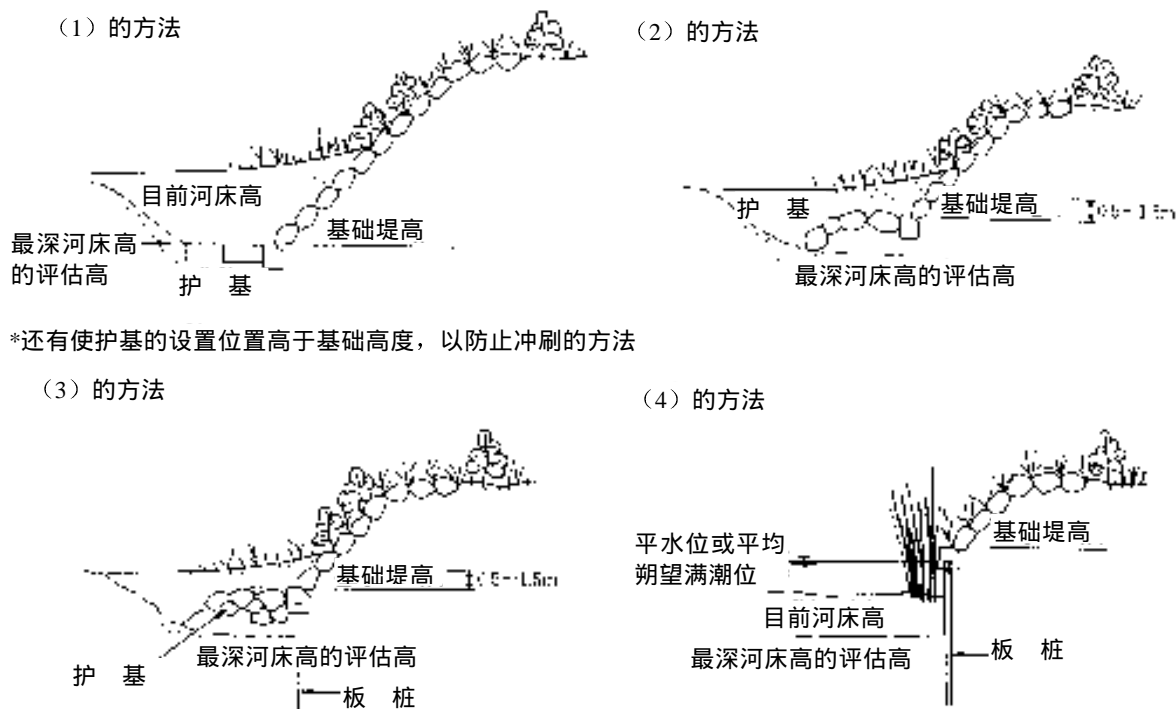 （1）的方法
目前河床高
基础堤高
最深河床高
的评估高
护 基
（2）的方法
护 基
基础堤高
最深河床高的评估高
*还有使护基的设置位置高于基础高度，以防止冲刷的方法
（3）的方法
基础堤高
最深河床高的评估高
护 基
板 桩
（4）的方法
平水位或平均
朔望满潮位
基础堤高
目前河床高
最深河床高的评估高
板 桩